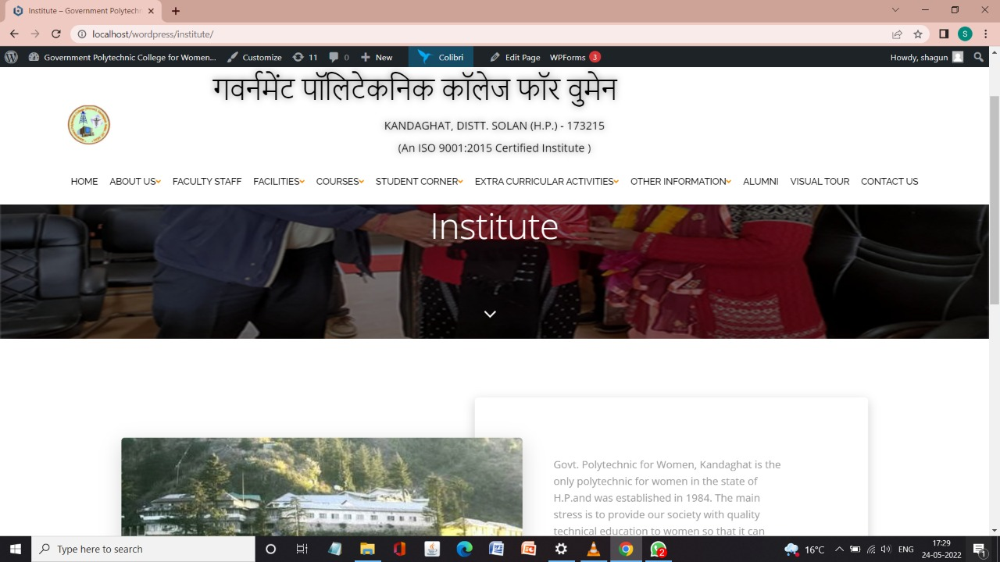 Institute – Government Polytechn
localhost/wordpress/institute/
S
Government Polytechnic College for Women...
Customize
11
0
New
Colibri
Edit Page
WPForms 3
Howdy, shagun
गवर्नमेंट पॉलिटेकनिक कॉलेज फॉर वुमेन
KANDAGHAT, DISTT. SOLAN (H.P.) - 173215
(An ISO 9001:2015 Certified Institute )
HOME ABOUT US FACULTY STAFF FACILITIES COURSES STUDENT CORNER EXTRA CURRICULAR ACTIVITIES OTHER INFORMATION ALUMNI VISUAL TOUR CONTACT US
Institute
Govt. Polytechnic for Women, Kandaghat is the
only polytechnic for women in the state of
H.P.and was established in 1984. The main
stress is to provide our society with quality
technical education to women so that it can
Type here to search
2
16°C
ENG
17:29
24-05-2022
1